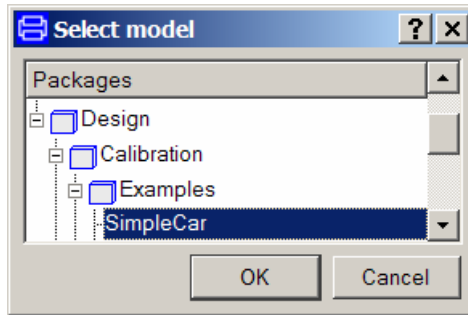 Select model
Packages
Design
Calibration
Examples
SimpleCar
OK Cancel